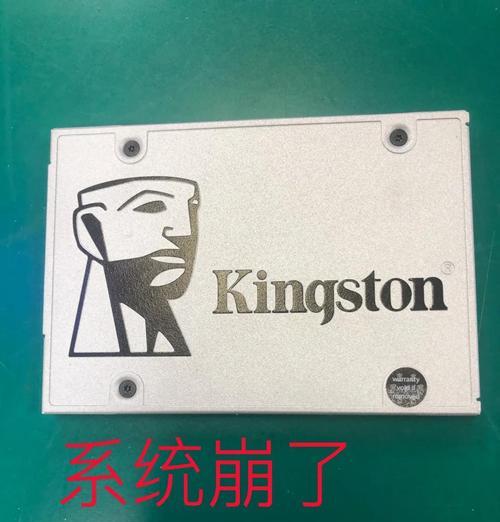 Kingston®
warranty
void if
removed
系统崩了